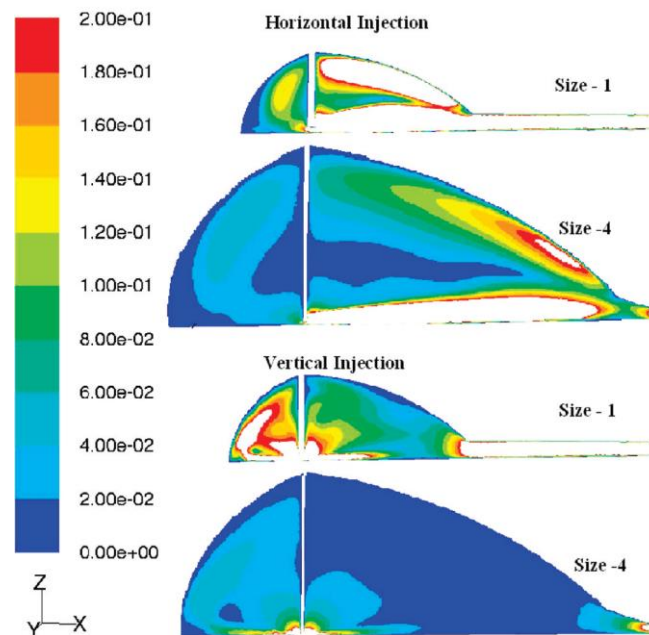 2.00e-01
1.80e-01
1.60e-01
1.40e-01
1.20e-01
1.00e-01
8.00e-02
6.00e-02
4.00e-02
2.00e-02
0.00e+00
Horizontal Injection
Size - 1
Size -4
Vertical Injection
Size - 1
Size -4
Z
Y X